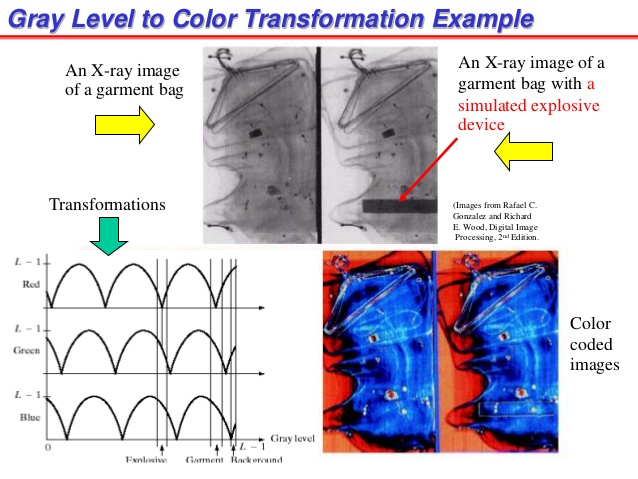 Gray Level to Color Transformation Example
An X-ray image
of a garment bag
An X-ray image of a
garment bag with a
simulated explosive
device
Transformations
(Images from Rafael C.
Gonzalez and Richard
E. Wood, Digital Image
Processing, 2nd Edition.
L − 1
Red
L − 1
Green
L − 1
Blue
0
L − 1
Gray level
Explosive
Garment
Background
Color
coded
images